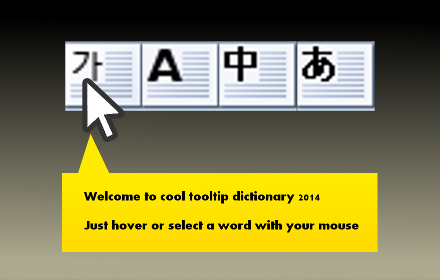 가 A 中 あ
Welcome to cool tooltip dictionary 2014
Just hover or select a word with your mouse